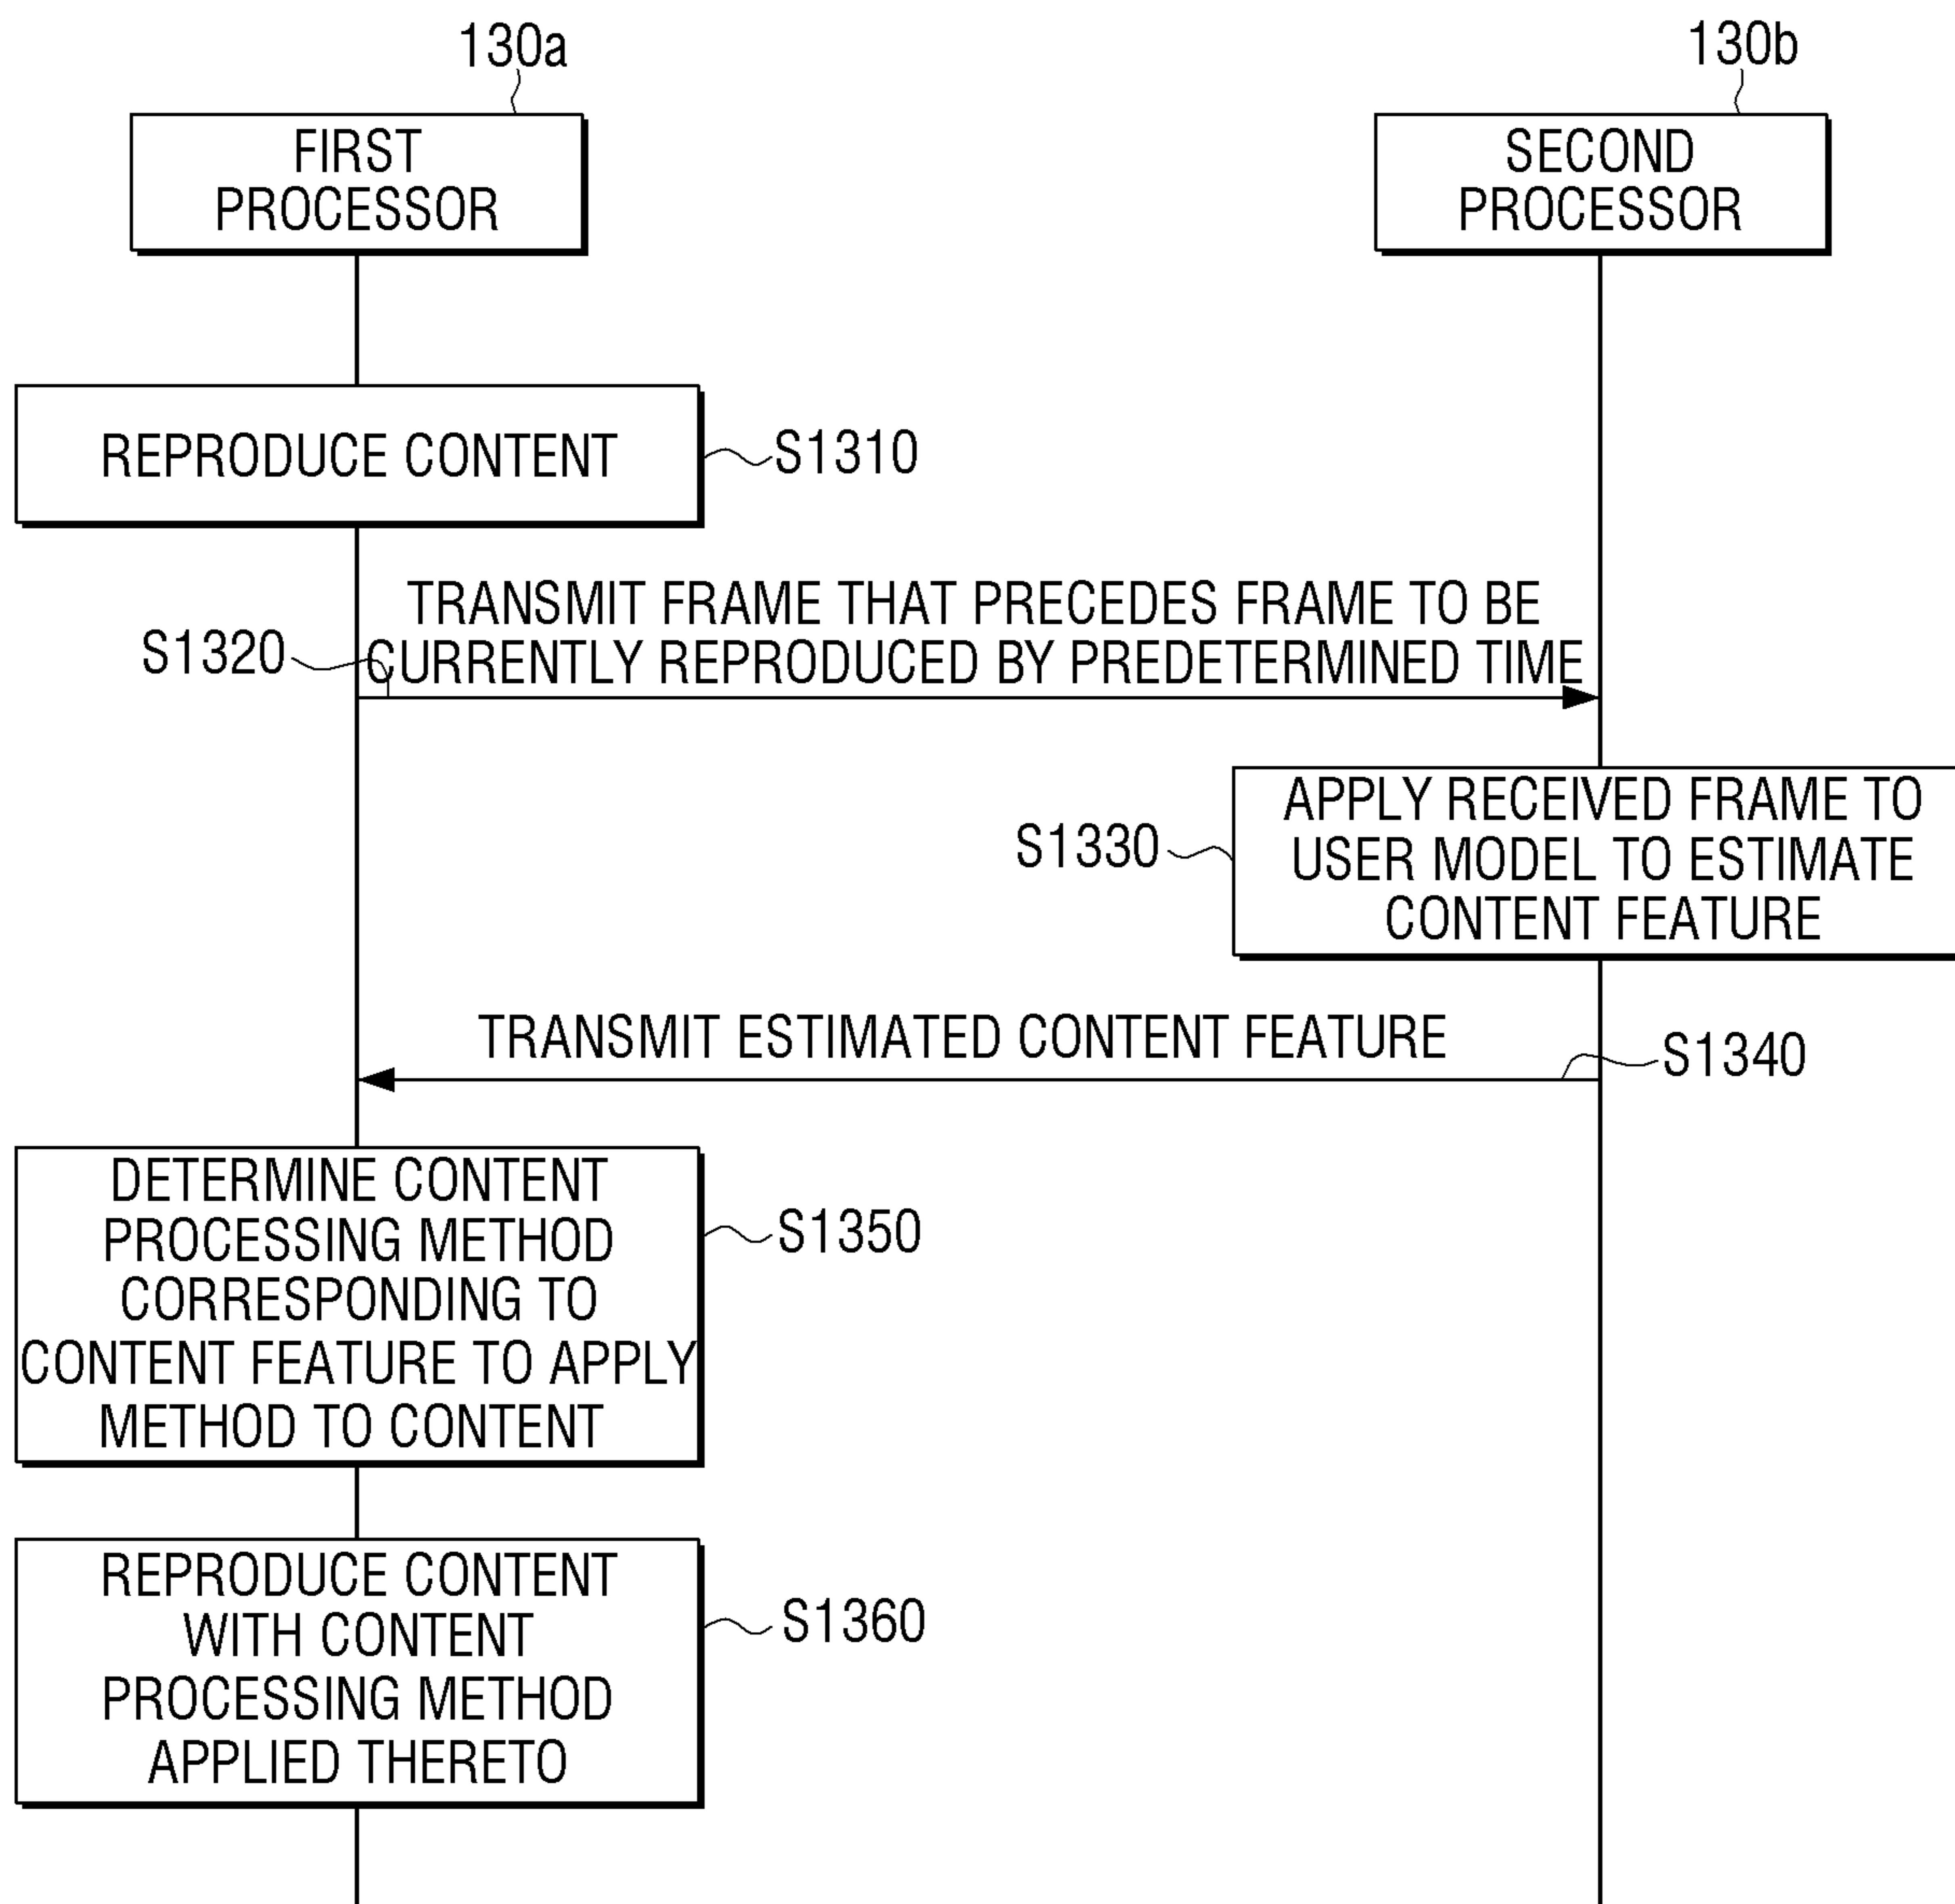 130a
130b
FIRST
PROCESSOR
SECOND
PROCESSOR
REPRODUCE CONTENT
S1310
TRANSMIT FRAME THAT PRECEDES FRAME TO BE
CURRENTLY REPRODUCED BY PREDETERMINED TIME
S1320
APPLY RECEIVED FRAME TO
USER MODEL TO ESTIMATE
CONTENT FEATURE
S1330
TRANSMIT ESTIMATED CONTENT FEATURE
S1340
DETERMINE CONTENT
PROCESSING METHOD
CORRESPONDING TO
CONTENT FEATURE TO APPLY
METHOD TO CONTENT
S1350
REPRODUCE CONTENT
WITH CONTENT
PROCESSING METHOD
APPLIED THERETO
S1360